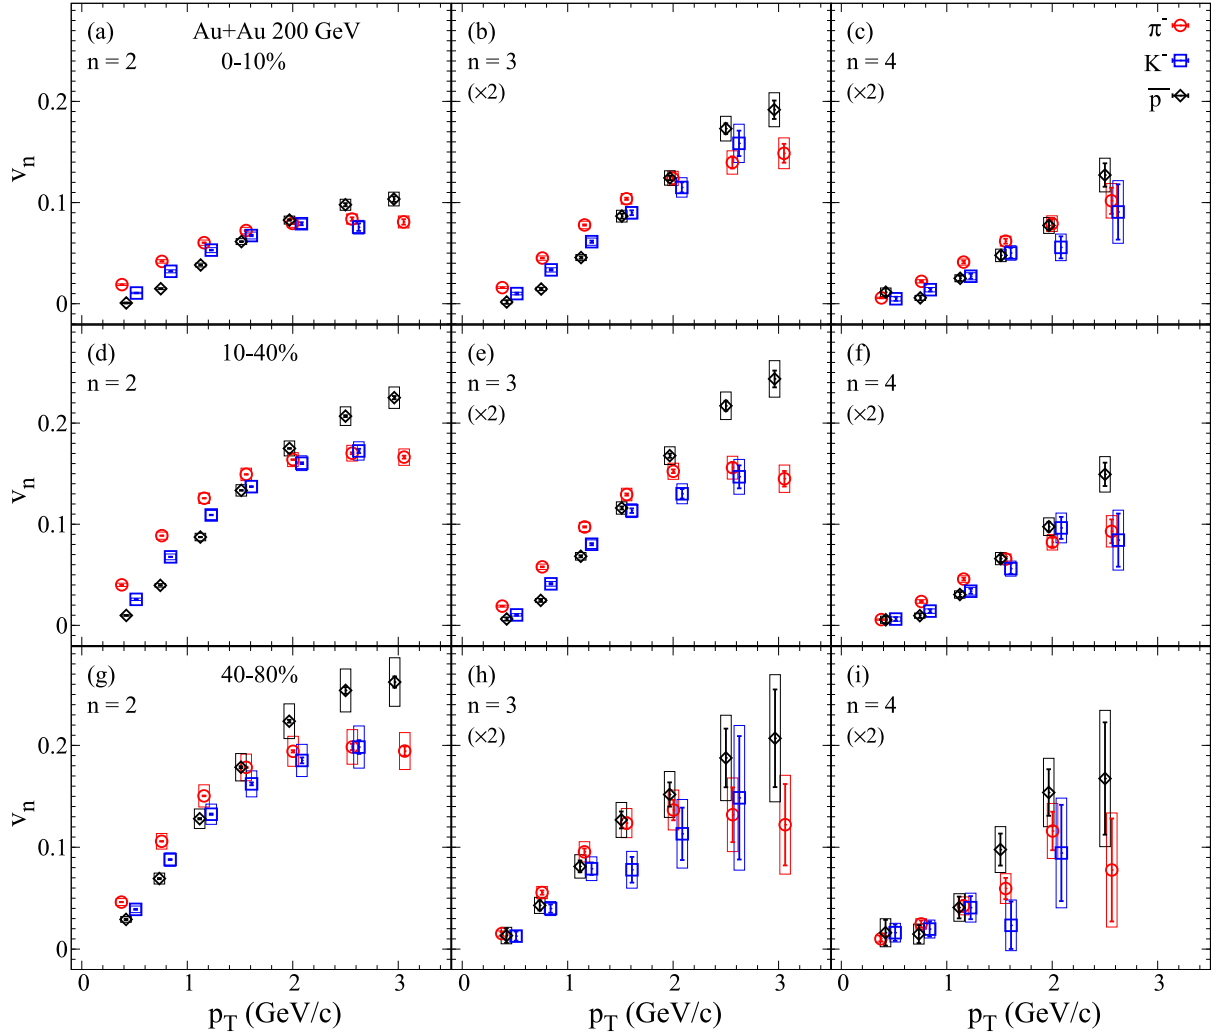 (a) Au+Au 200 GeV
n = 2 0-10%
(b)
n = 3
(×2)
(c)
n = 4
(×2)
π⁻
K⁻
p̅
v_n
0.2
0.1
0
(d) 10-40%
n = 2
(e)
n = 3
(×2)
(f)
n = 4
(×2)
v_n
0.2
0.1
0
(g) 40-80%
n = 2
(h)
n = 3
(×2)
(i)
n = 4
(×2)
v_n
0.2
0.1
0
0 1 2 3 0 1 2 3 0 1 2 3
p_T (GeV/c) p_T (GeV/c) p_T (GeV/c)